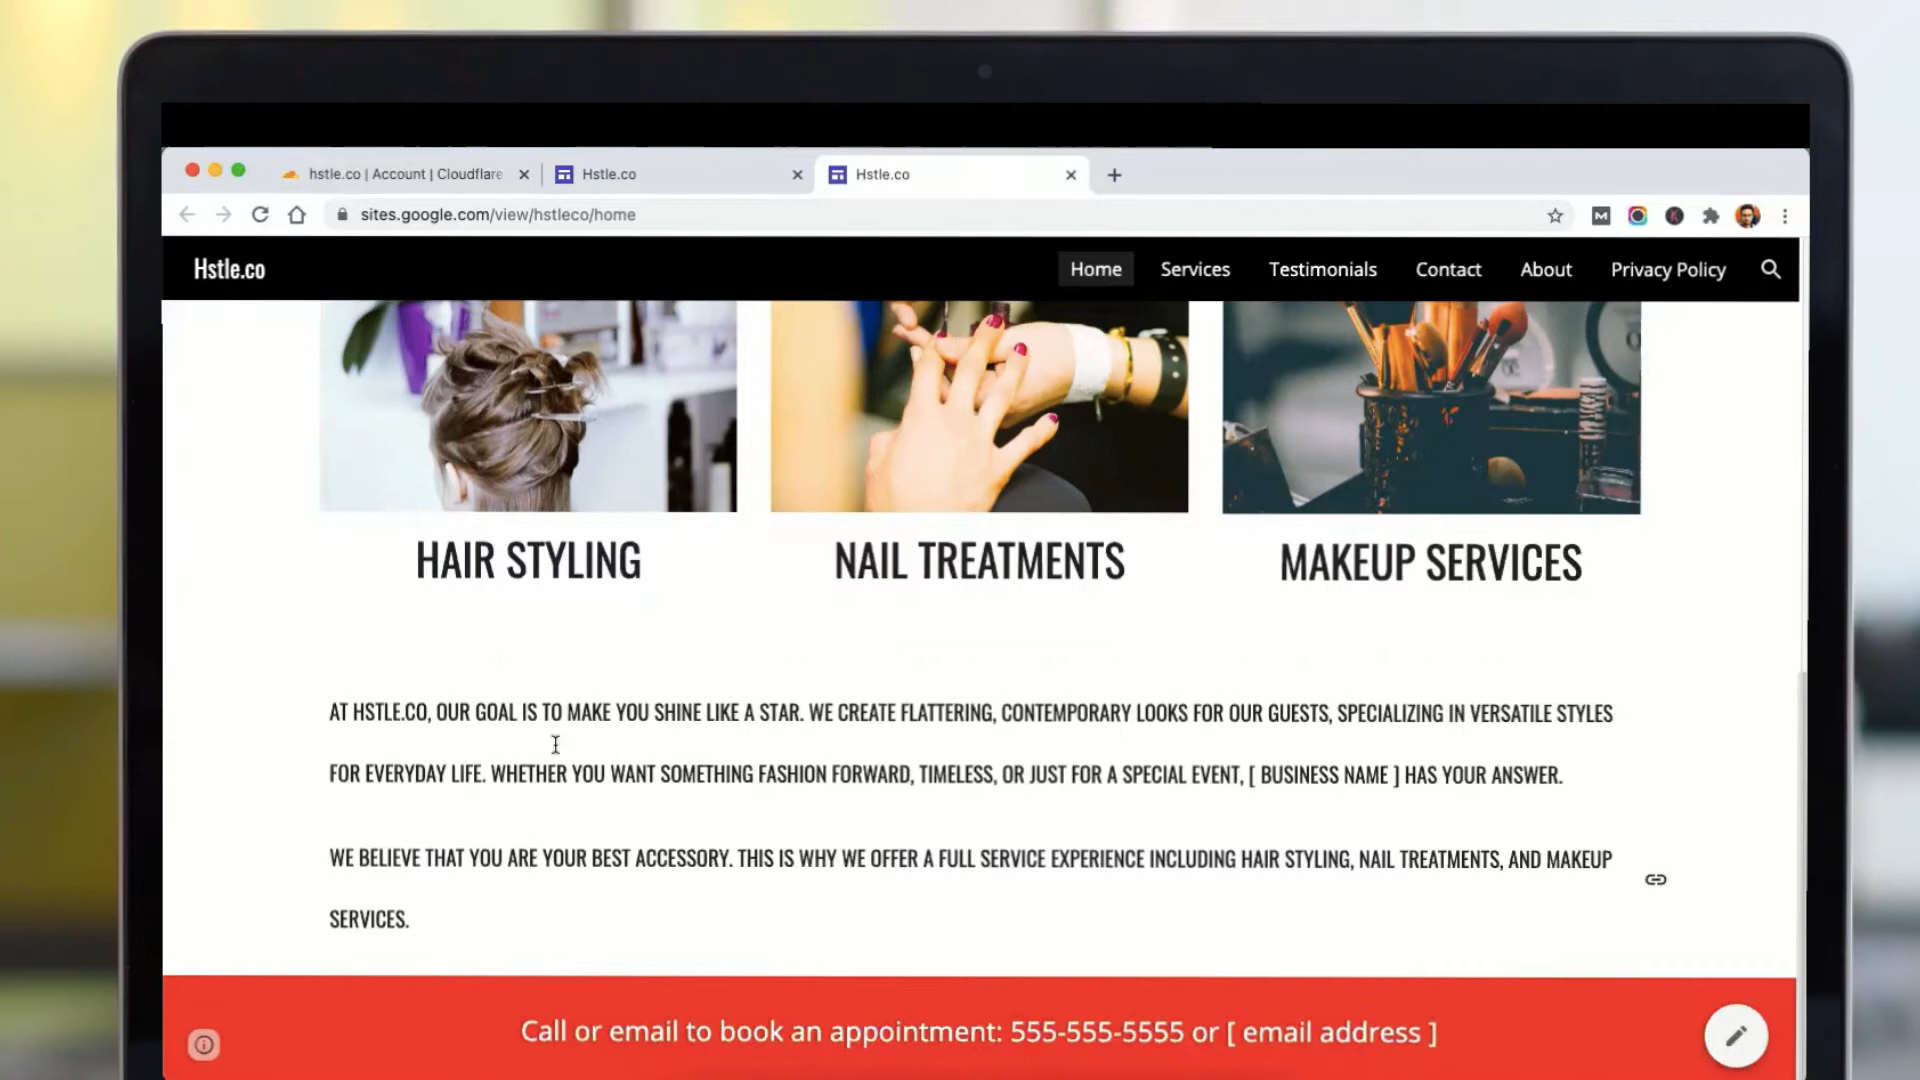 hstle.co | Account | Cloudflare
Hstle.co
Hstle.co
sites.google.com/view/hstleco/home
Hstle.co
Home
Services
Testimonials
Contact
About
Privacy Policy
HAIR STYLING
NAIL TREATMENTS
MAKEUP SERVICES
AT HSTLE.CO, OUR GOAL IS TO MAKE YOU SHINE LIKE A STAR. WE CREATE FLATTERING, CONTEMPORARY LOOKS FOR OUR GUESTS, SPECIALIZING IN VERSATILE STYLES
FOR EVERYDAY LIFE. WHETHER YOU WANT SOMETHING FASHION FORWARD, TIMELESS, OR JUST FOR A SPECIAL EVENT, [ BUSINESS NAME ] HAS YOUR ANSWER.
WE BELIEVE THAT YOU ARE YOUR BEST ACCESSORY. THIS IS WHY WE OFFER A FULL SERVICE EXPERIENCE INCLUDING HAIR STYLING, NAIL TREATMENTS, AND MAKEUP
SERVICES.
Call or email to book an appointment: 555-555-5555 or [ email address ]